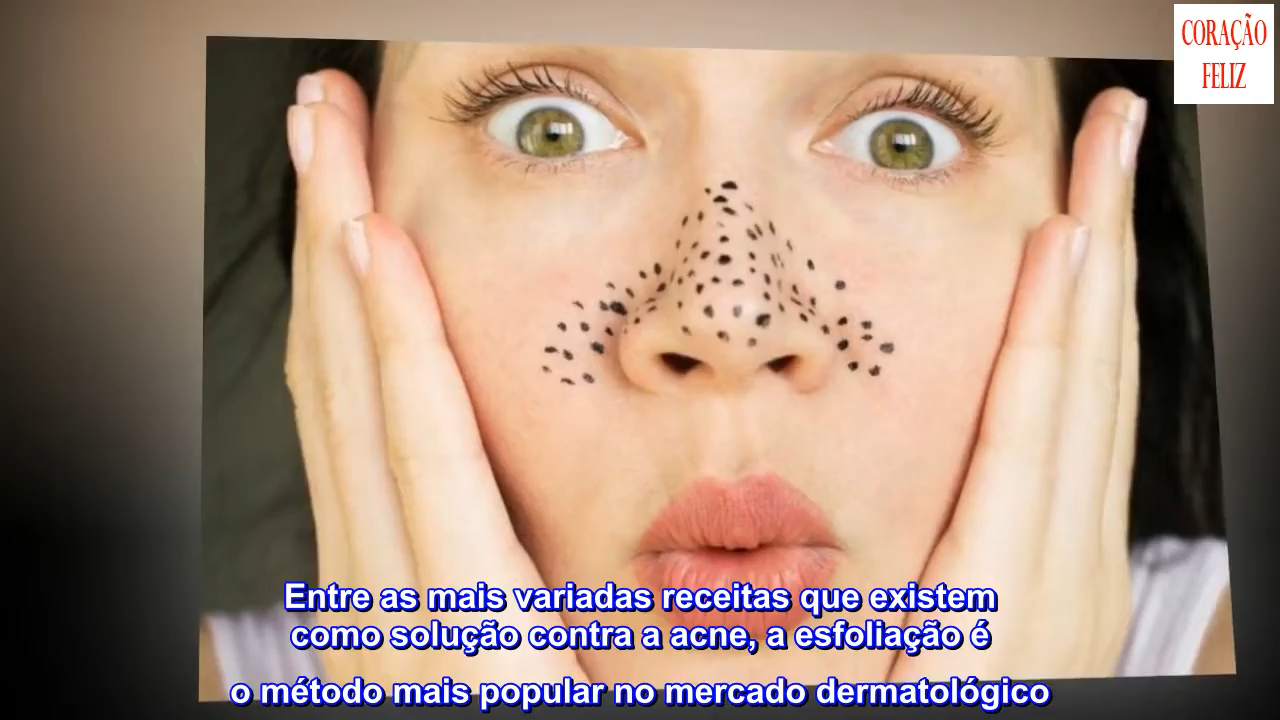 CORAÇÃO
FELIZ
Entre as mais variadas receitas que existem
como solução contra a acne, a esfoliação é
o método mais popular no mercado dermatológico